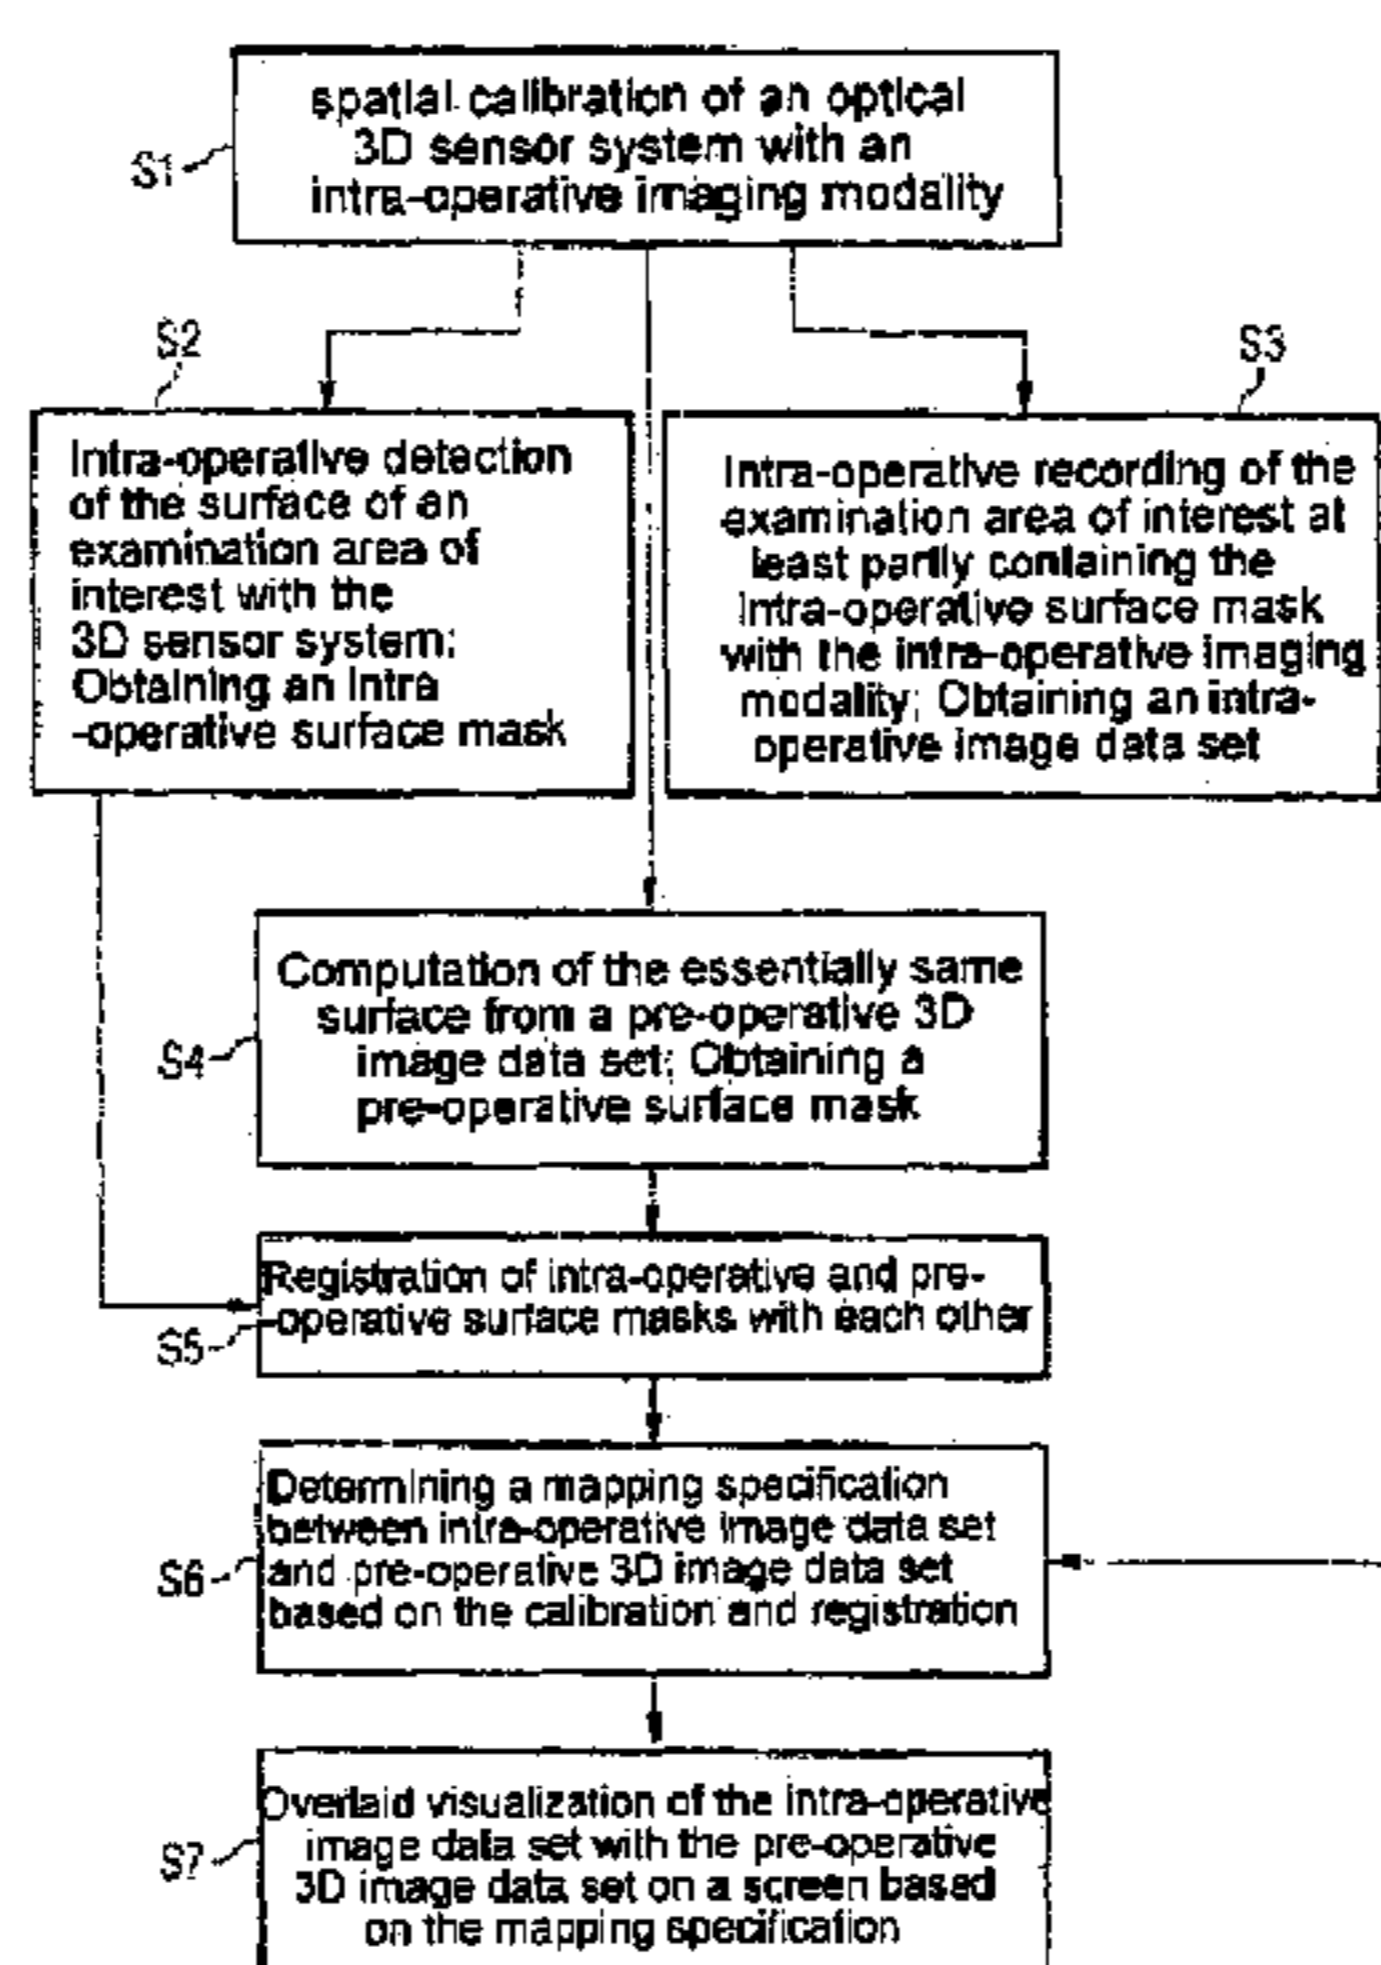 spatial calibration of an optical
3D sensor system with an
intra-operative imaging modality
S1
S2
Intra-operative detection
of the surface of an
examination area of
interest with the
3D sensor system;
Obtaining an intra
-operative surface mask
S3
Intra-operative recording of the
examination area of interest at
least partly containing the
intra-operative surface mask
with the intra-operative imaging
modality; Obtaining an intra-
operative image data set
S4
Computation of the essentially same
surface from a pre-operative 3D
image data set; Obtaining a
pre-operative surface mask
S5
Registration of intra-operative and pre-
-operative surface masks with each other
S6
Determining a mapping specification
between intra-operative image data set
and pre-operative 3D image data set
based on the calibration and registration
S7
Overlaid visualization of the intra-operative
image data set with the pre-operative
3D image data set on a screen based
on the mapping specification